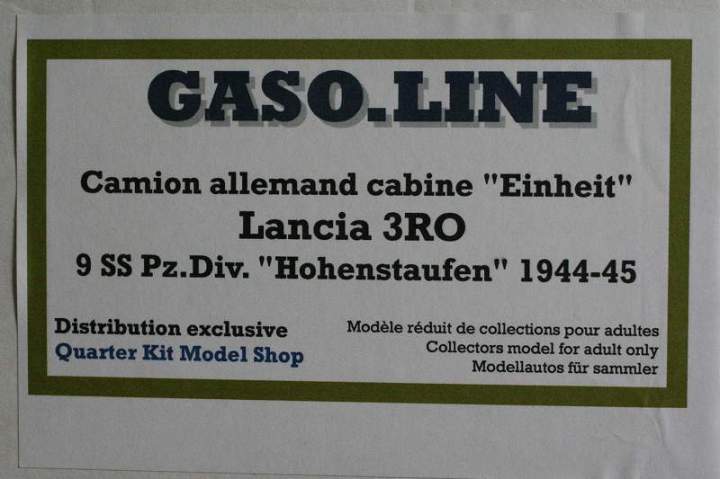 GASO.LINE
Camion allemand cabine "Einheit"
Lancia 3RO
9 SS Pz.Div. "Hohenstaufen" 1944-45
Distribution exclusive
Quarter Kit Model Shop
Modèle réduit de collections pour adultes
Collectors model for adult only
Modellautos für sammler